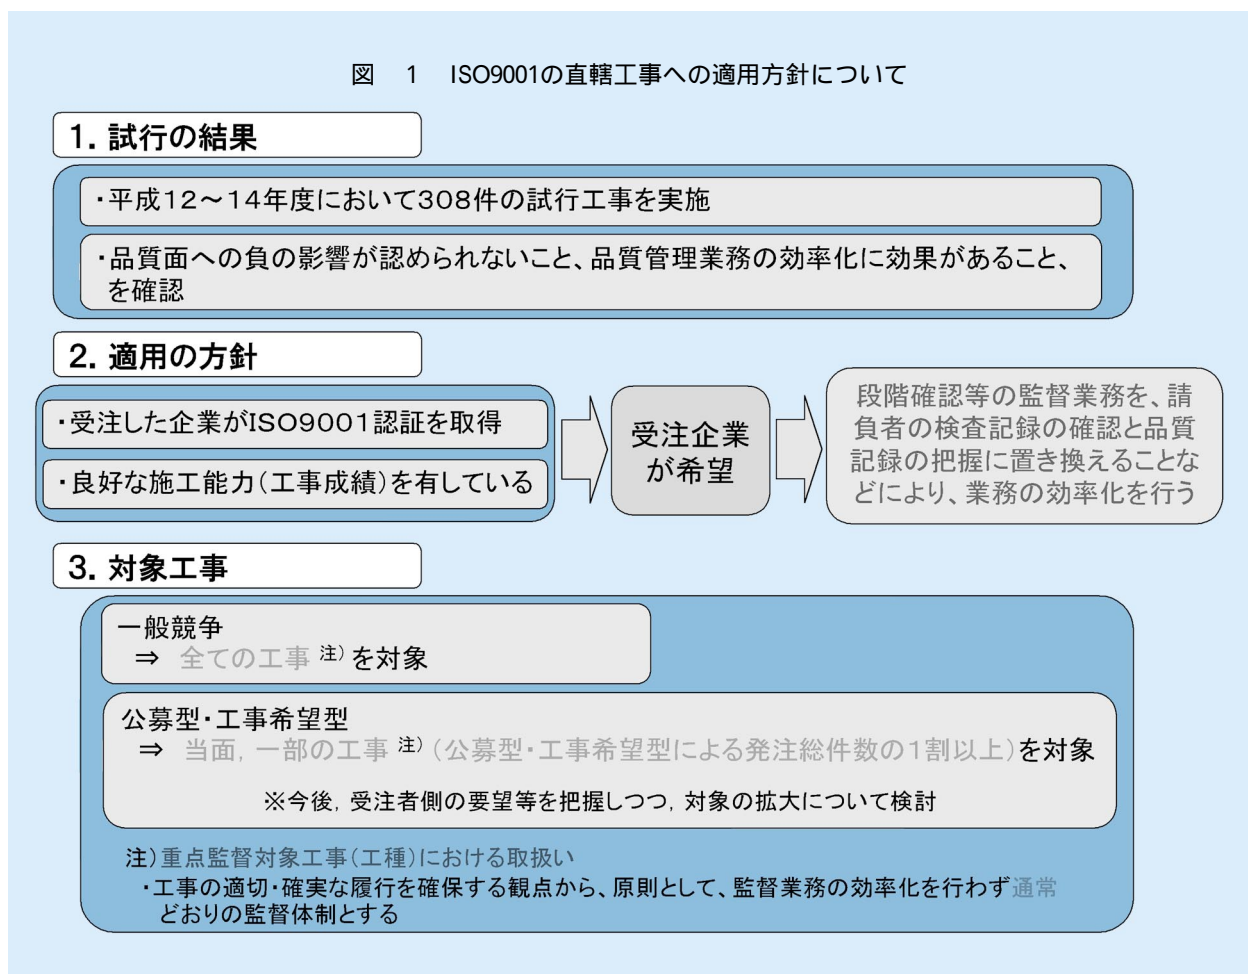 図 1 ISO9001の直轄工事への適用方針について
1. 試行の結果
・平成12～14年度において308件の試行工事を実施
・品質面への負の影響が認められないこと、品質管理業務の効率化に効果があること、
を確認
2. 適用の方針
・受注した企業がISO9001認証を取得
・良好な施工能力(工事成績)を有している
受注企業
が希望
段階確認等の監督業務を、請
負者の検査記録の確認と品質
記録の把握に置き換えることな
どにより、業務の効率化を行う
3. 対象工事
一般競争
⇒ 全ての工事 注) を対象
公募型・工事希望型
⇒ 当面, 一部の工事 注) (公募型・工事希望型による発注総件数の1割以上)を対象
※今後, 受注者側の要望等を把握しつつ, 対象の拡大について検討
注)重点監督対象工事(工種)における取扱い
・工事の適切・確実な履行を確保する観点から、原則として、監督業務の効率化を行わず通常
どおりの監督体制とする